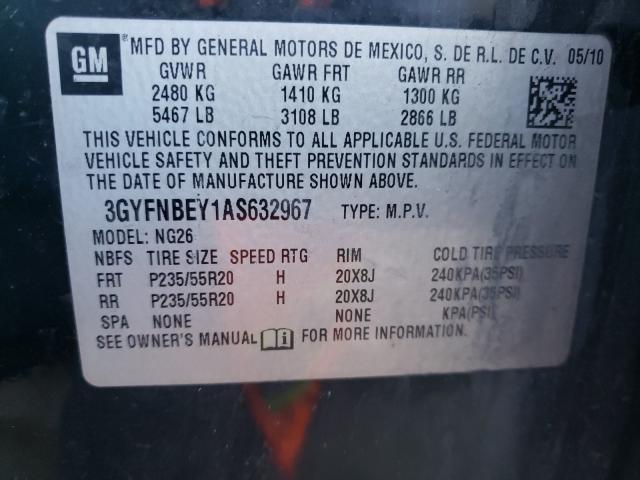 GM ® MFD BY GENERAL MOTORS DE MEXICO, S. DE R.L. DE C.V. 05/10
GVWR GAWR FRT GAWR RR
2480 KG 1410 KG 1300 KG
5467 LB 3108 LB 2866 LB
THIS VEHICLE CONFORMS TO ALL APPLICABLE U.S. FEDERAL MOTOR
VEHICLE SAFETY AND THEFT PREVENTION STANDARDS IN EFFECT ON
THE DATE OF MANUFACTURE SHOWN ABOVE.
3GYFNBEY1AS632967 TYPE: M.P.V.
MODEL: NG26
NBFS TIRE SIZE SPEED RTG RIM COLD TIRE PRESSURE
FRT P235/55R20 H 20X8J 240KPA(35PSI)
RR P235/55R20 H 20X8J 240KPA(35PSI)
SPA NONE NONE KPA(PSI)
SEE OWNER'S MANUAL i FOR MORE INFORMATION.